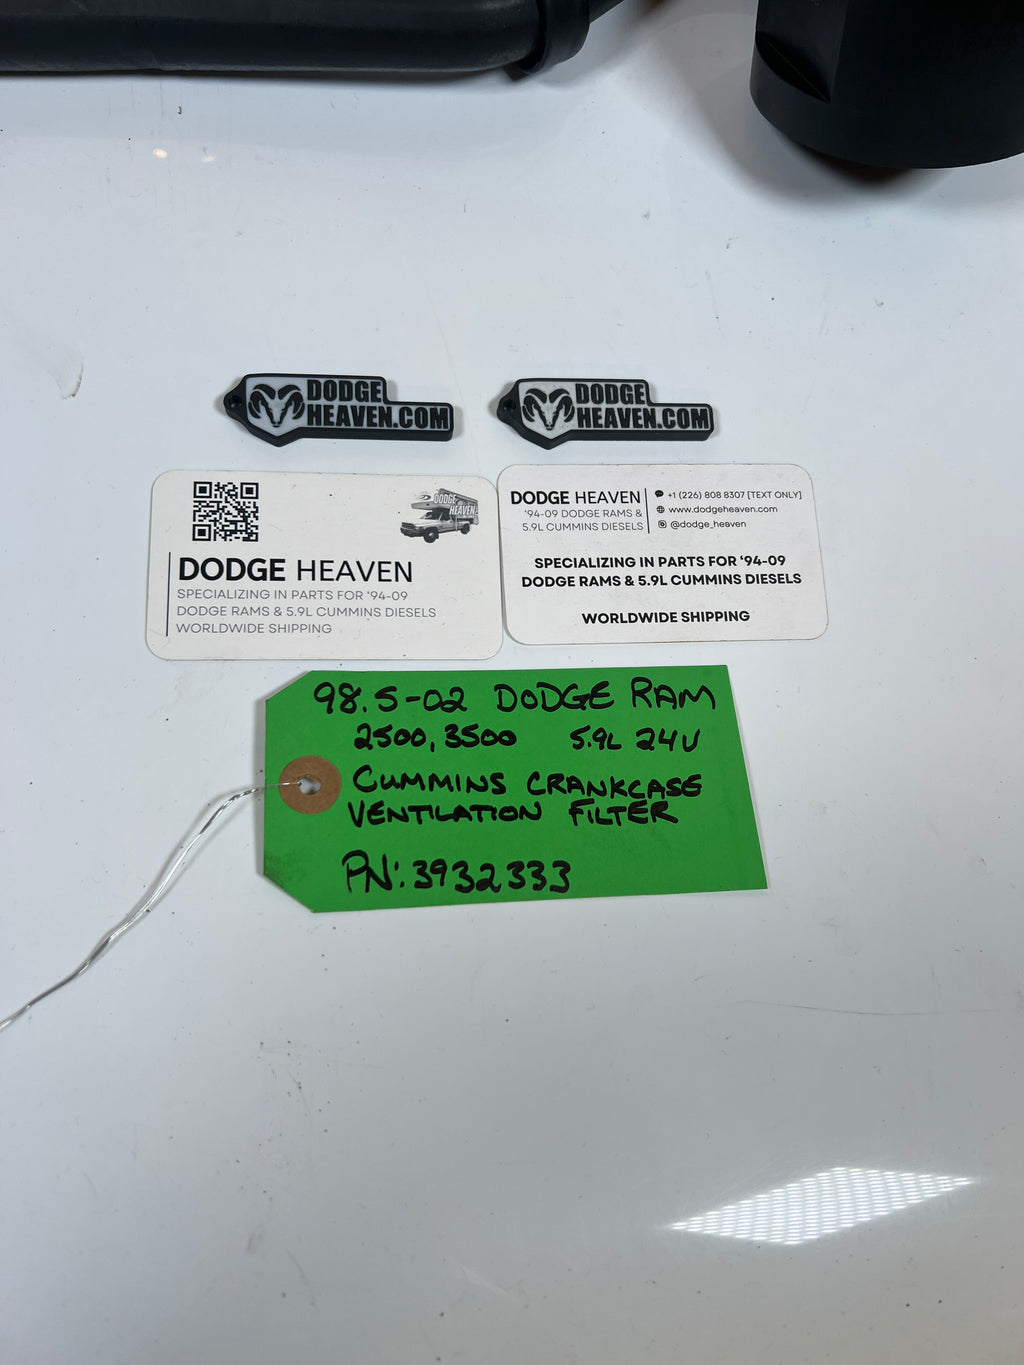 DODGE
HEAVEN.COM
DODGE
HEAVEN.COM
DODGE
HEAVEN
DODGE HEAVEN
SPECIALIZING IN PARTS FOR ‘94-09
DODGE RAMS & 5.9L CUMMINS DIESELS
WORLDWIDE SHIPPING
DODGE HEAVEN
‘94-09 DODGE RAMS &
5.9L CUMMINS DIESELS
+1 (226) 808 8307 [TEXT ONLY]
www.dodgeheaven.com
@dodge_heaven
SPECIALIZING IN PARTS FOR ‘94-09
DODGE RAMS & 5.9L CUMMINS DIESELS
WORLDWIDE SHIPPING
98.5-02 DODGE RAM
2500, 3500 5.9L 24V
CUMMINS CRANKCASE
VENTILATION FILTER
PN: 3932333